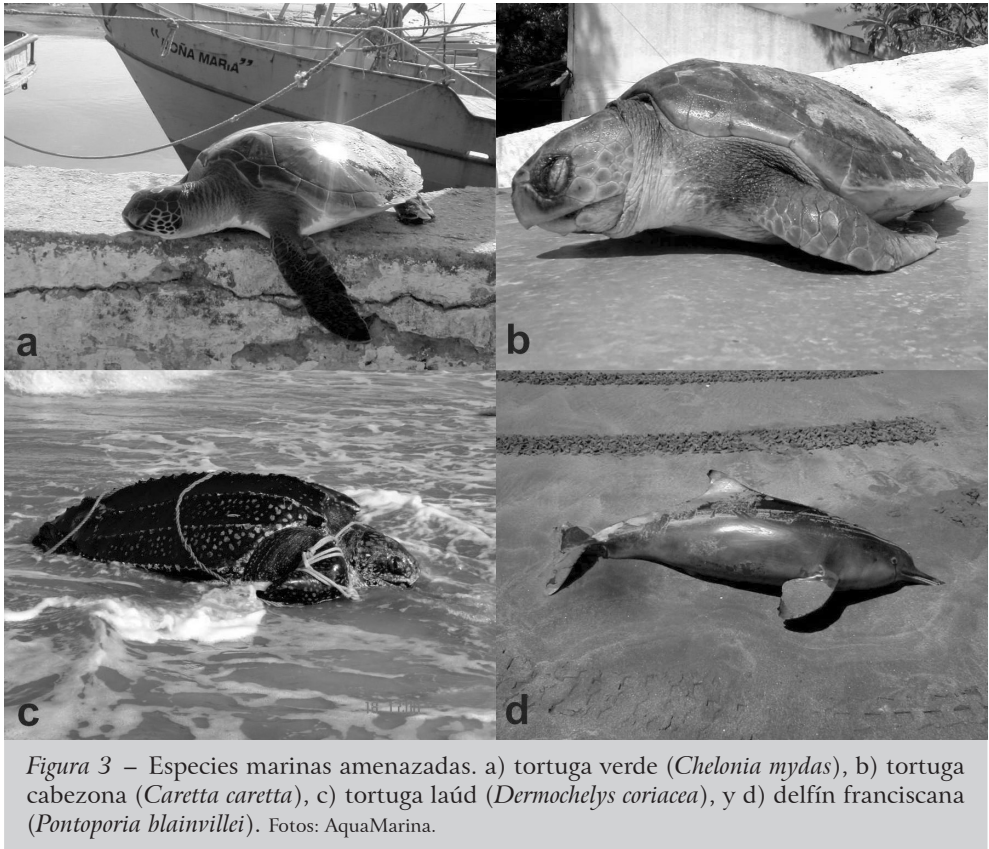 “DOÑA MARIA”
a
b
c
d
Figura 3 – Especies marinas amenazadas. a) tortuga verde (Chelonia mydas), b) tortuga
cabezona (Caretta caretta), c) tortuga laúd (Dermochelys coriacea), y d) delfín franciscana
(Pontoporia blainvillei). Fotos: AquaMarina.